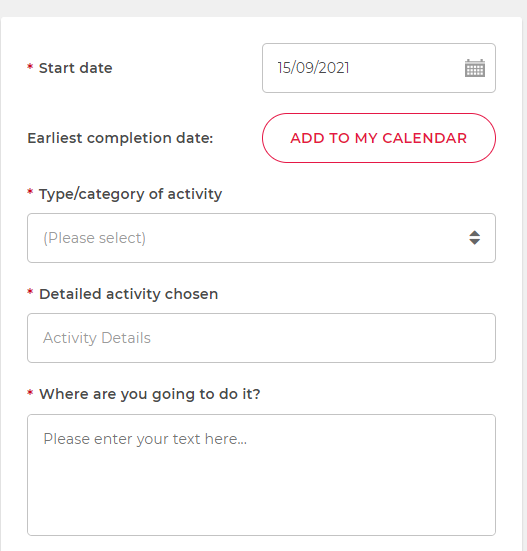 * Start date 15/09/2021
Earliest completion date: ADD TO MY CALENDAR
* Type/category of activity
(Please select)
* Detailed activity chosen
Activity Details
* Where are you going to do it?
Please enter your text here...